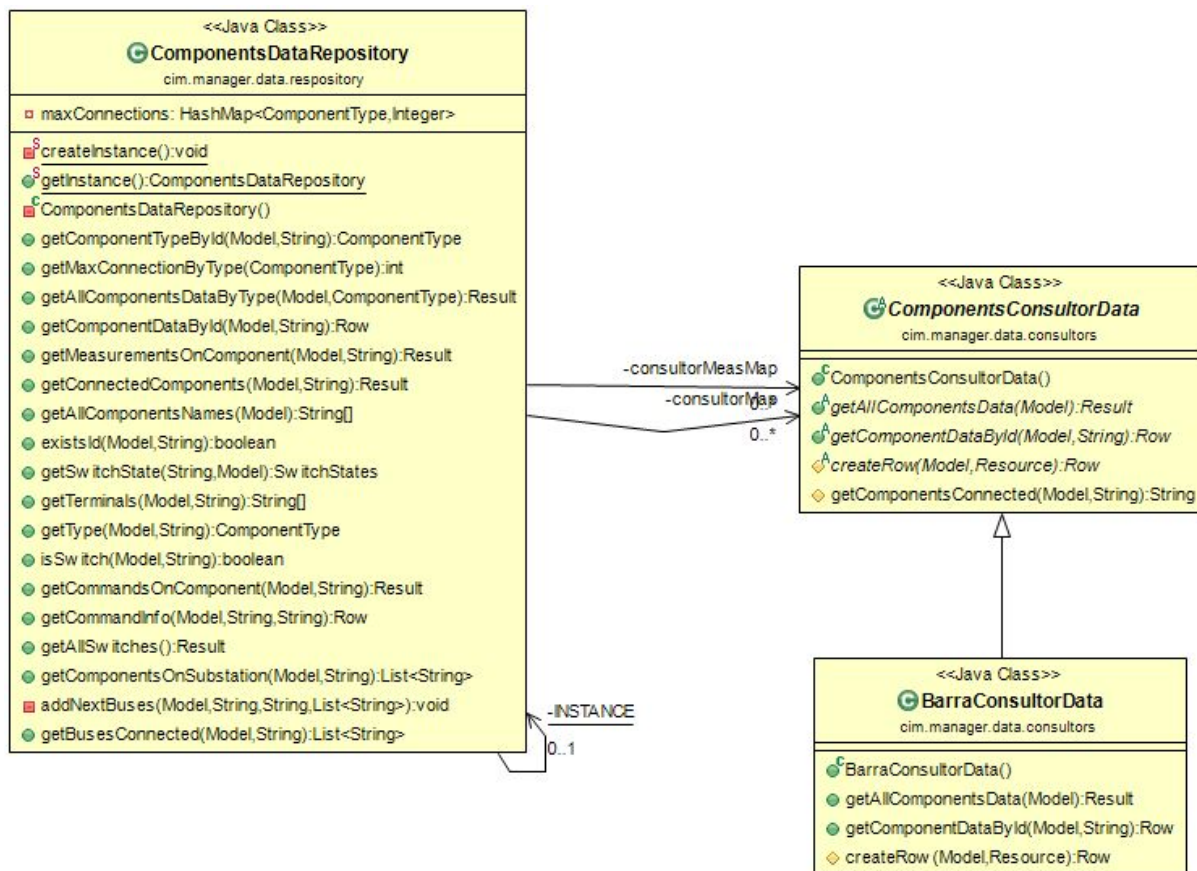 <<Java Class>>
ComponentsDataRepository
cim.manager.data.respository
maxConnections: HashMap<ComponentType,Integer>
createInstance():void
getInstance():ComponentsDataRepository
ComponentsDataRepository()
getComponentTypeById(Model,String):ComponentType
getMaxConnectionByType(ComponentType):int
getAllComponentsDataByType(Model,ComponentType):Result
getComponentDataById(Model,String):Row
getMeasurementsOnComponent(Model,String):Result
getConnectedComponents(Model,String):Result
getAllComponentsNames(Model):String[]
existsId(Model,String):boolean
getSwitchState(String,Model):SwitchStates
getTerminals(Model,String):String[]
getType(Model,String):ComponentType
isSwitch(Model,String):boolean
getCommandsOnComponent(Model,String):Result
getCommandInfo(Model,String,String):Row
getAllSwitches():Result
getComponentsOnSubstation(Model,String):List<String>
addNextBuses(Model,String,String,List<String>):void
getBusesConnected(Model,String):List<String>
-INSTANCE
0..1
-consultorMeasMap
0..*
-consultorMap
0..*
<<Java Class>>
ComponentsConsultorData
cim.manager.data.consultors
ComponentsConsultorData()
getAllComponentsData(Model):Result
getComponentDataById(Model,String):Row
createRow(Model,Resource):Row
getComponentsConnected(Model,String):String
<<Java Class>>
BarraConsultorData
cim.manager.data.consultors
BarraConsultorData()
getAllComponentsData(Model):Result
getComponentDataById(Model,String):Row
createRow(Model,Resource):Row